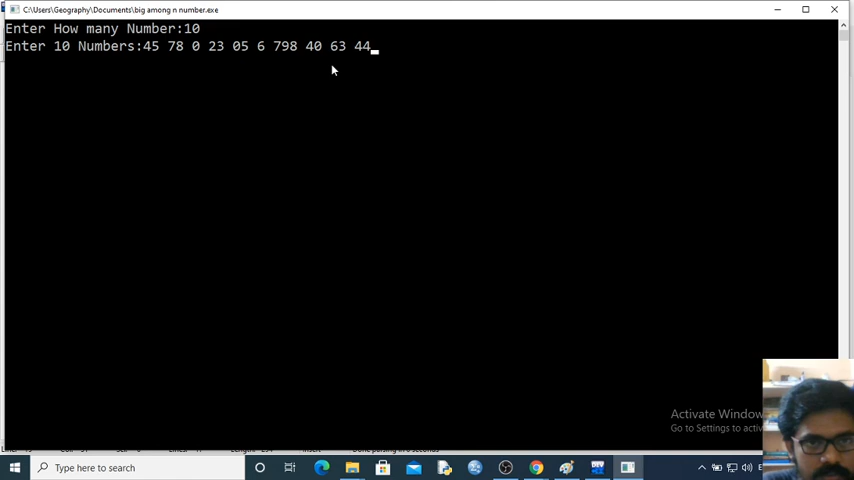 C:\Users\Geography\Documents\big among n number.exe
Enter How many Number:10
Enter 10 Numbers:45 78 0 23 05 6 798 40 63 44
Activate Window
Go to Settings to activ
Type here to search